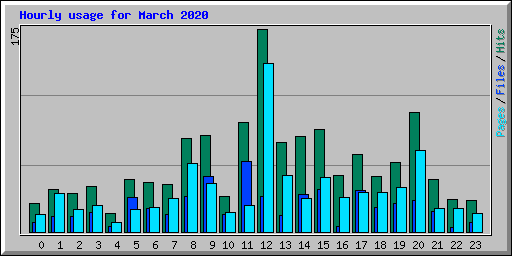 Hourly usage for March 2020
175
Pages/Files/Hits
0 1 2 3 4 5 6 7 8 9 10 11 12 13 14 15 16 17 18 19 20 21 22 23